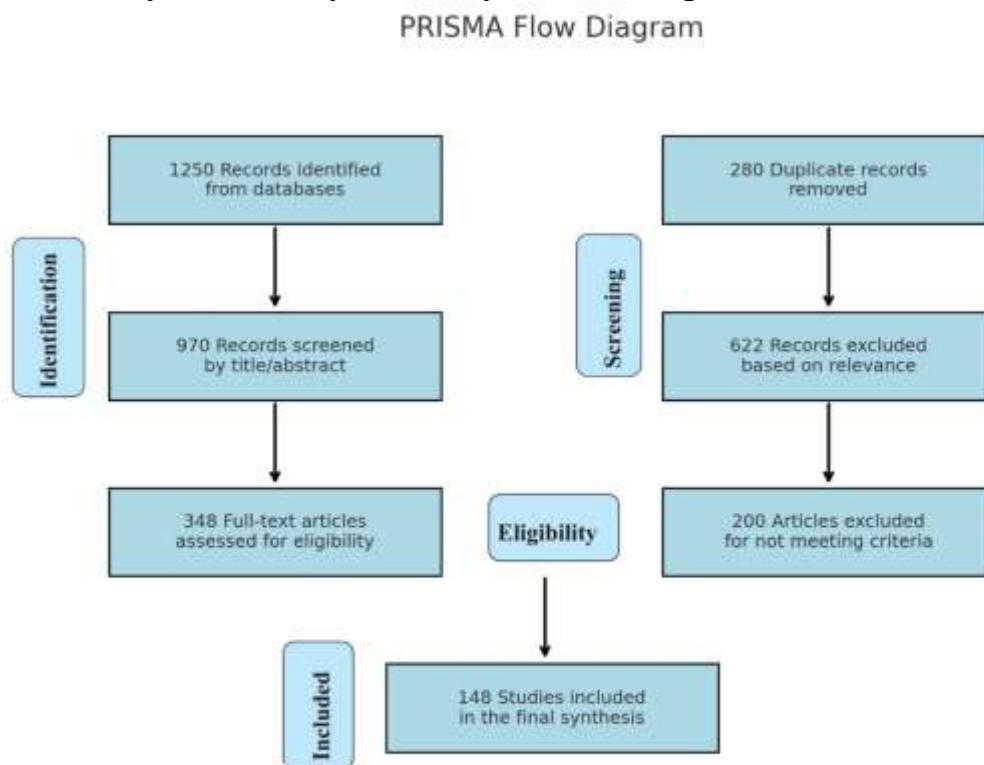 PRISMA Flow Diagram
1250 Records identified
from databases
280 Duplicate records
removed
Identification
Screening
970 Records screened
by title/abstract
622 Records excluded
based on relevance
348 Full-text articles
assessed for eligibility
Eligibility
200 Articles excluded
for not meeting criteria
Included
148 Studies included
in the final synthesis